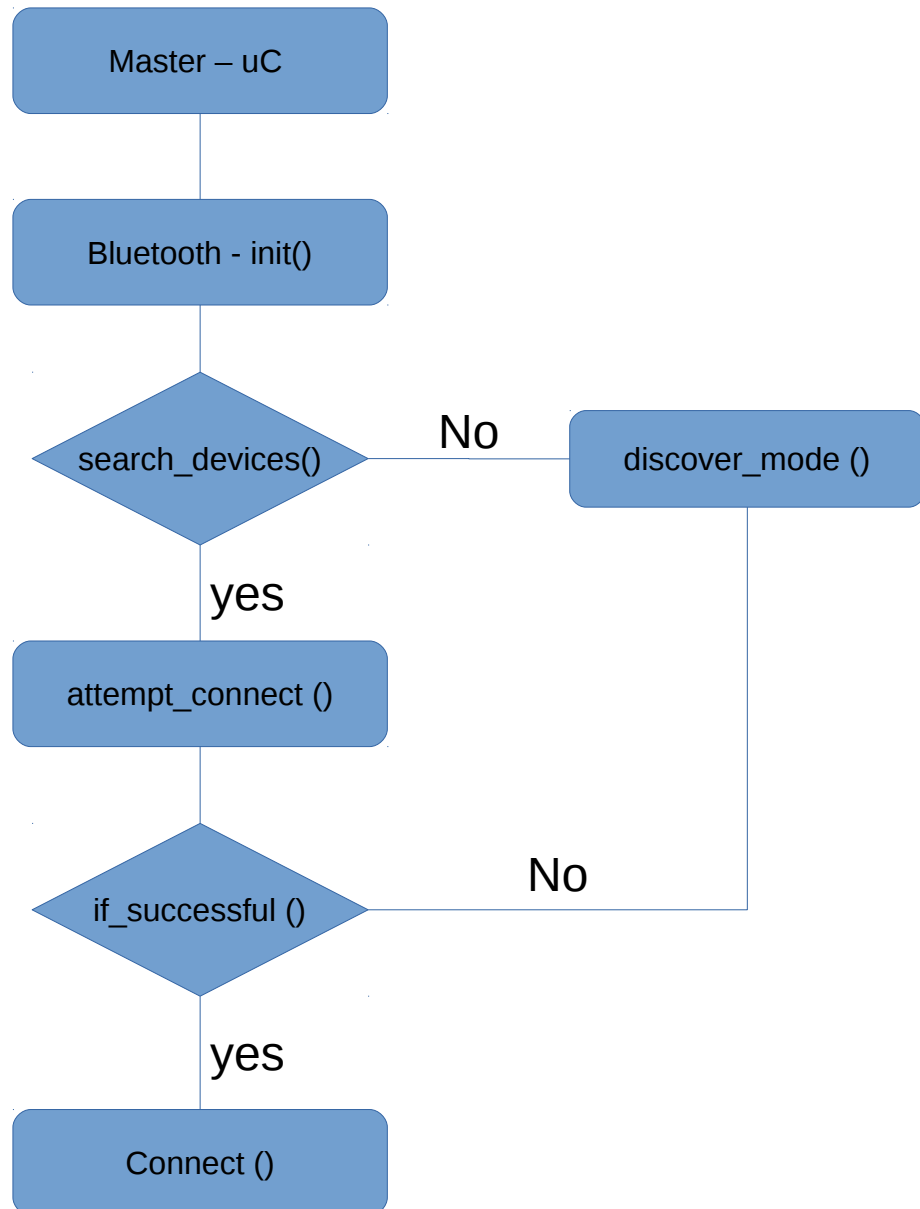 Master – uC
Bluetooth - init()
search_devices()
No
discover_mode ()
yes
attempt_connect ()
if_successful ()
No
yes
Connect ()